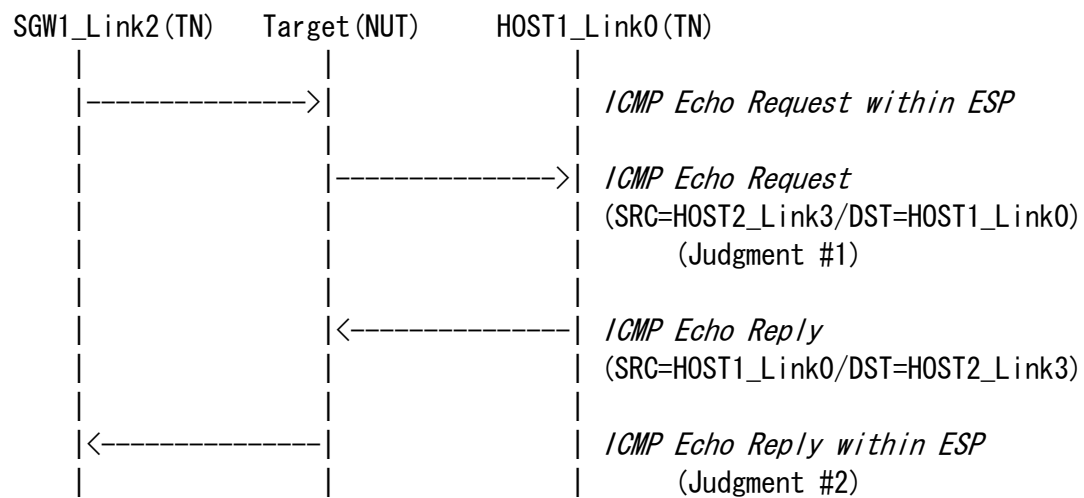 SGW1_Link2(TN) Target(NUT) HOST1_Link0(TN)
| | |
|--------------->| | ICMP Echo Request within ESP
| | |
| |--------------->| ICMP Echo Request
| | | (SRC=HOST2_Link3/DST=HOST1_Link0)
| | | (Judgment #1)
| | |
| |<---------------| ICMP Echo Reply
| | | (SRC=HOST1_Link0/DST=HOST2_Link3)
| | |
|<---------------| | ICMP Echo Reply within ESP
| | | (Judgment #2)